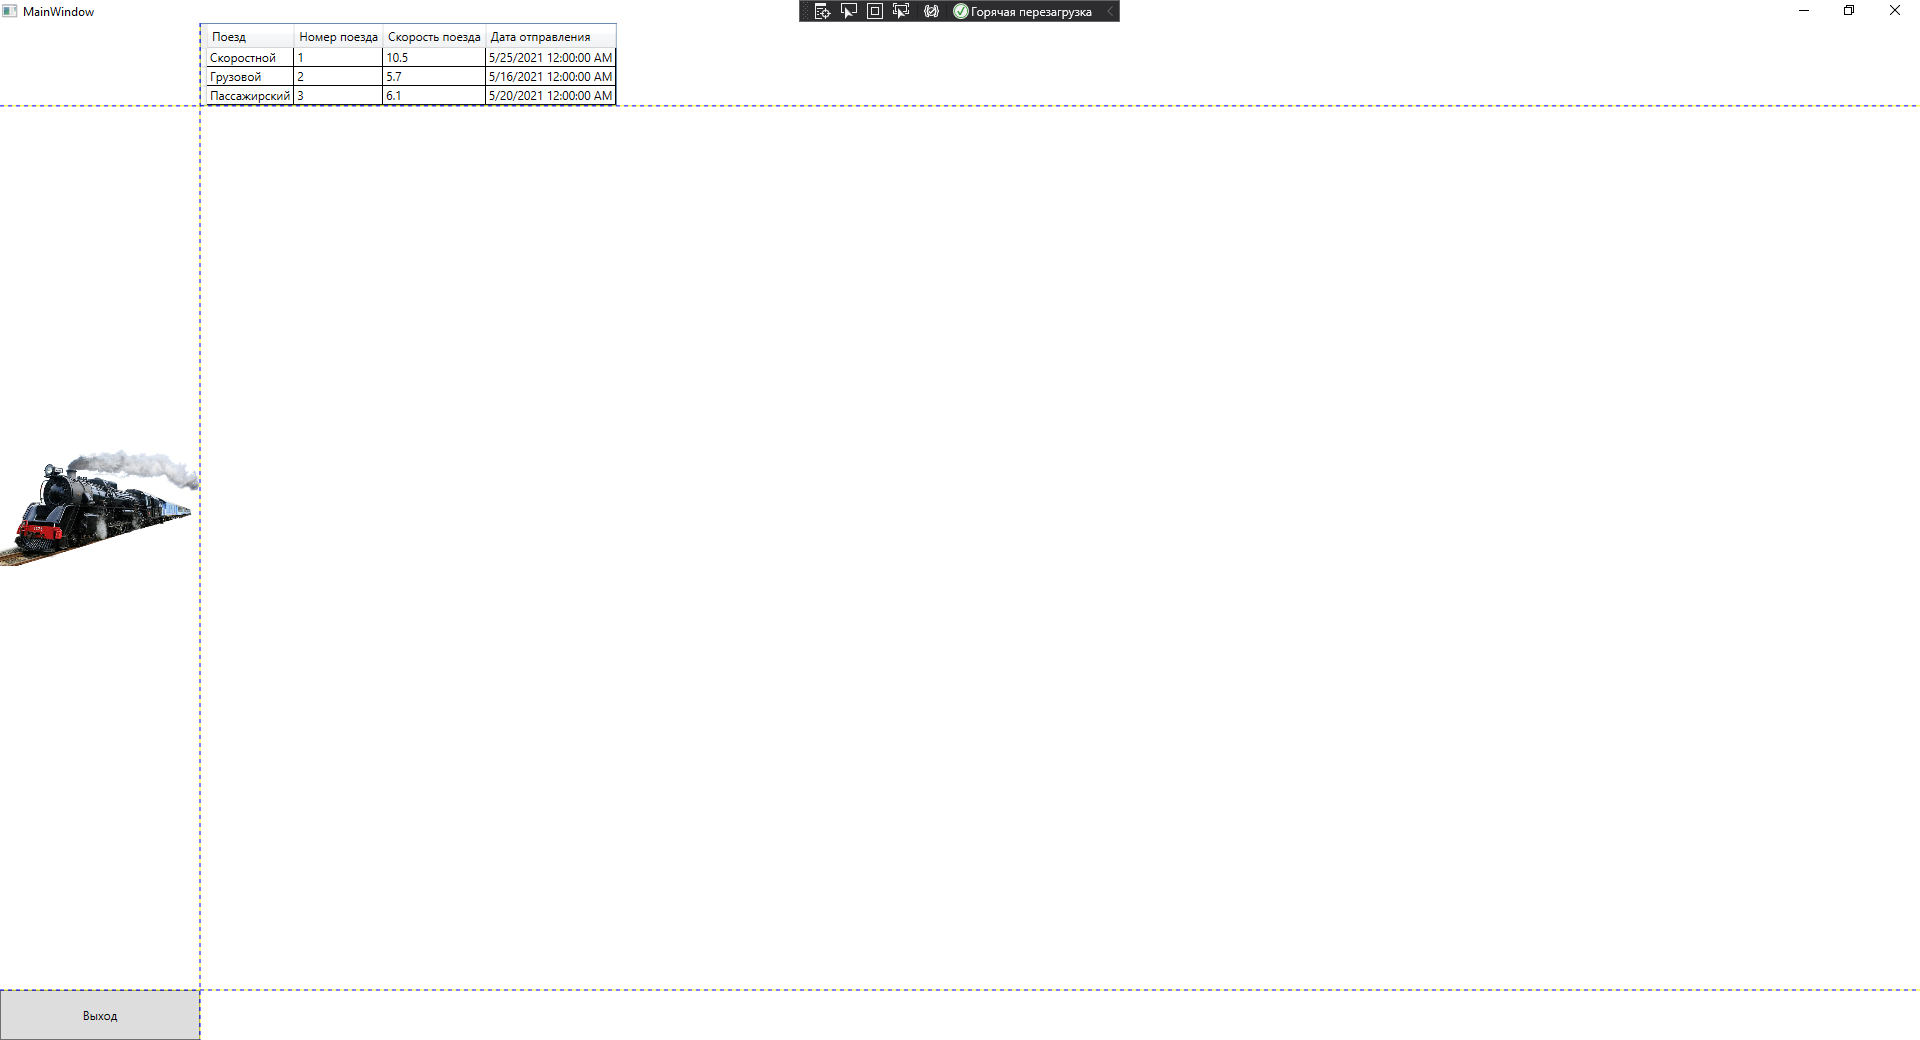 MainWindow
Горячая перезагрузка
Поезд Номер поезда Скорость поезда Дата отправления
Скоростной 1 10.5 5/25/2021 12:00:00 AM
Грузовой 2 5.7 5/16/2021 12:00:00 AM
Пассажирский 3 6.1 5/20/2021 12:00:00 AM
Выход